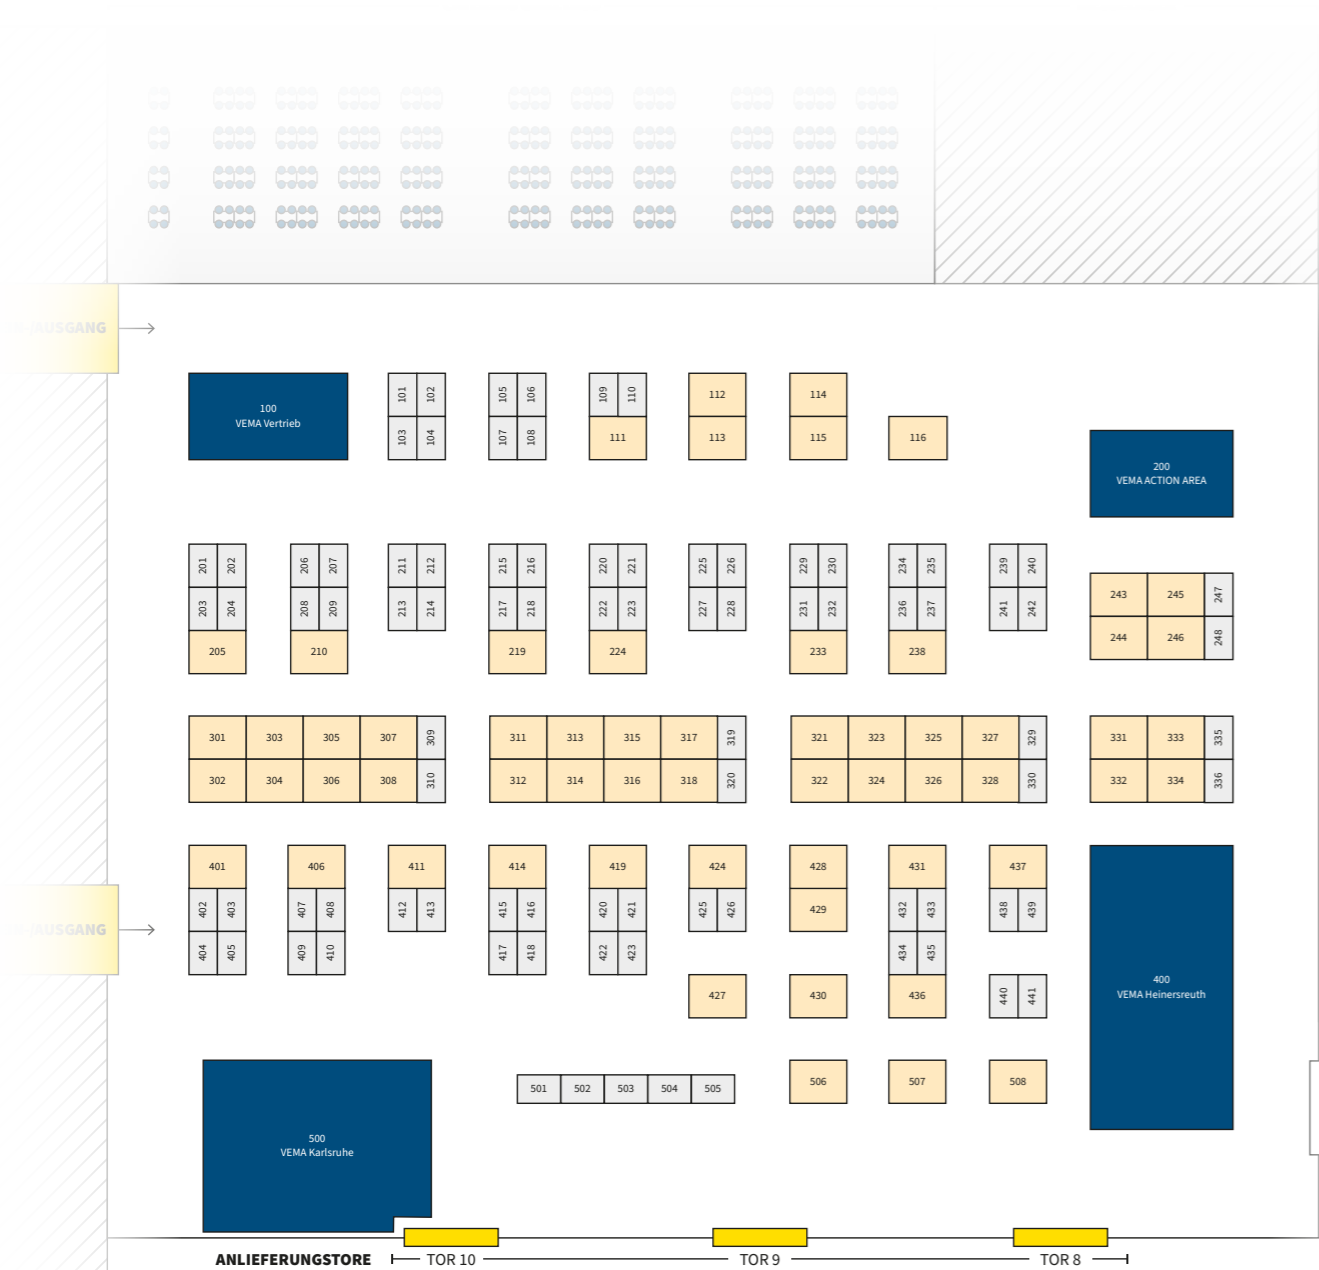 /AUSGANG
100
VEMA Vertrieb
101 102 105 106 109 110 112 114
103 104 107 108 111 113 115 116
200
VEMA ACTION AREA
201 202 206 207 211 212 215 216 220 221 225 226 229 230 234 235 239 240
203 204 208 209 213 214 217 218 222 223 227 228 231 232 236 237 241 242
243 245 247
244 246 248
205 210 219 224 233 238
301 303 305 307 309 311 313 315 317 319 321 323 325 327 329 331 333 335
302 304 306 308 310 312 314 316 318 320 322 324 326 328 330 332 334 336
401 406 411 414 419 424 428 431 437
402 403 407 408 412 413 415 416 420 421 425 426 429 432 433 438 439
/AUSGANG
404 405 409 410 417 418 422 423 434 435
427 430 436 440 441
400
VEMA Heinersreuth
501 502 503 504 505 506 507 508
500
VEMA Karlsruhe
ANLIEFERUNGSTORE TOR 10 TOR 9 TOR 8